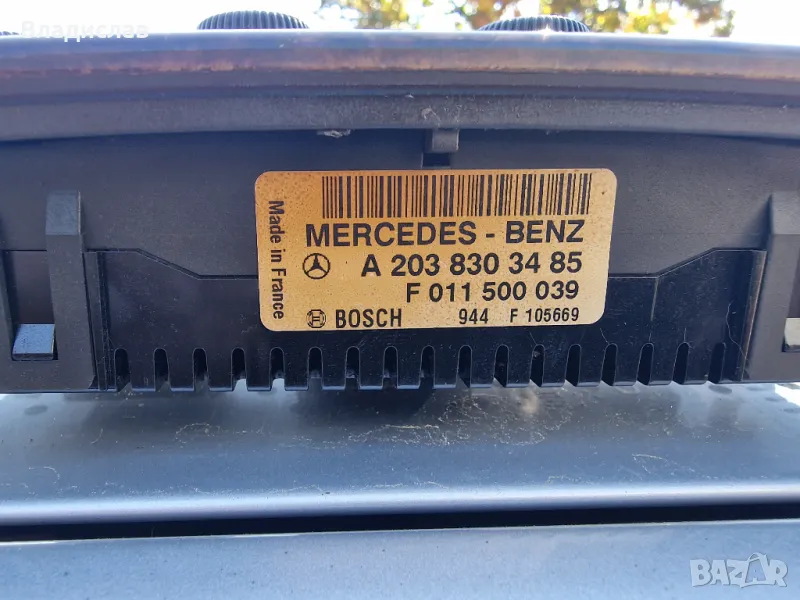 Владислав
Made in France
MERCEDES - BENZ
A 203 830 34 85
F 011 500 039
BOSCH 944 F 105669
BAZAR